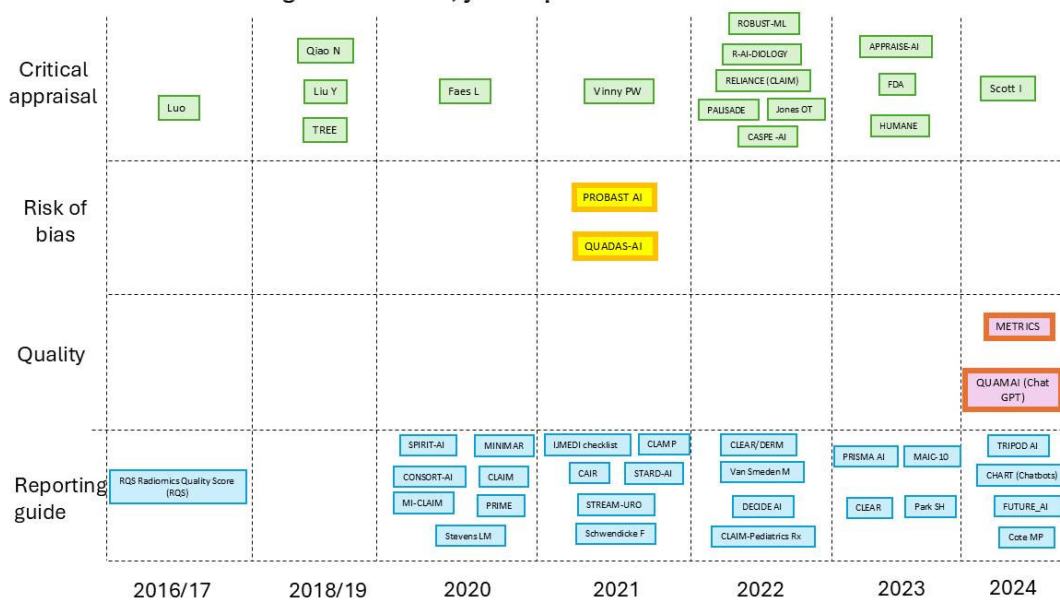 Critical
appraisal
Luo
Qiao N
Liu Y
TREE
Faes L
Vinny PW
ROBUST-ML
R-AI-DIOLOGY
RELIANCE (CLAIM)
PALISADE
Jones OT
CASPE -AI
APPRAISE-AI
FDA
HUMANE
Scott I
Risk of
bias
PROBAST AI
QUADAS-AI
Quality
METRICS
QUAMAI (Chat
GPT)
Reporting
guide
RQS Radiomics Quality Score
(RQS)
SPIRIT-AI
MINIMAR
CONSORT-AI
CLAIM
MI-CLAIM
PRIME
Stevens LM
IJMEDI checklist
CLAMP
CAIR
STARD-AI
STREAM-URO
Schwendicke F
CLEAR/DERM
Van Smeden M
DECIDE AI
CLAIM-Pediatrics Rx
PRISMA AI
MAIC-10
CLEAR
Park SH
TRIPOD AI
CHART (Chatbots)
FUTURE_AI
Cote MP
2016/17
2018/19
2020
2021
2022
2023
2024